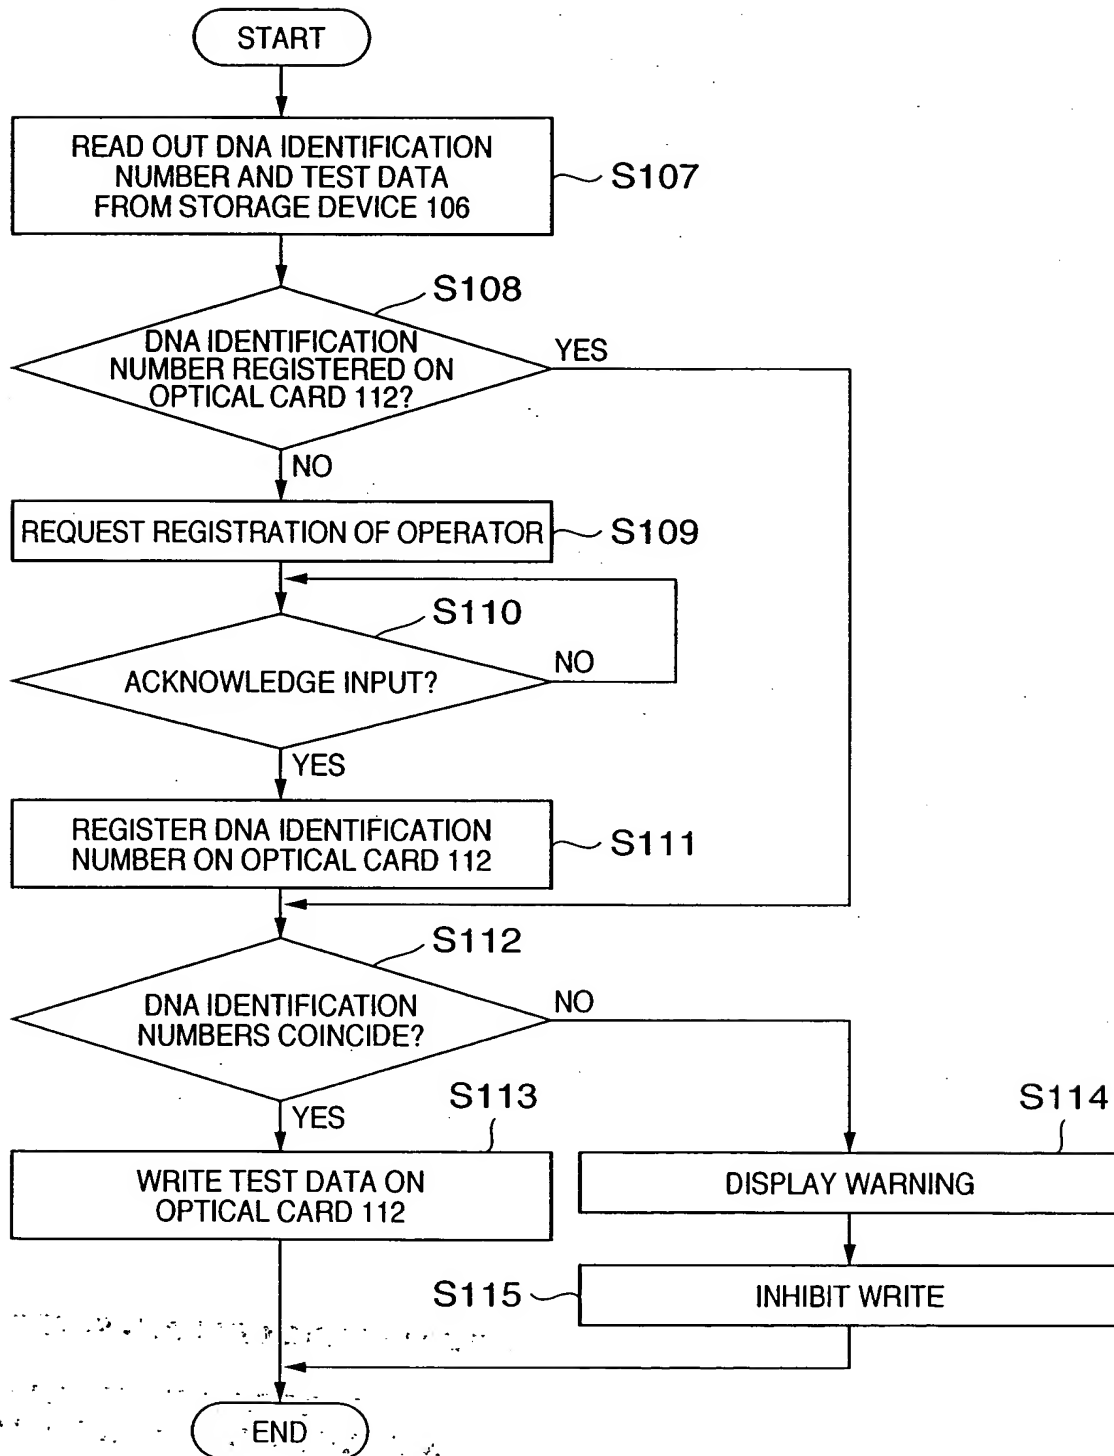 START
READ OUT DNA IDENTIFICATION
NUMBER AND TEST DATA
FROM STORAGE DEVICE 106
S107
S108
DNA IDENTIFICATION
NUMBER REGISTERED ON
OPTICAL CARD 112?
YES
NO
REQUEST REGISTRATION OF OPERATOR
S109
S110
ACKNOWLEDGE INPUT?
NO
YES
REGISTER DNA IDENTIFICATION
NUMBER ON OPTICAL CARD 112
S111
S112
DNA IDENTIFICATION
NUMBERS COINCIDE?
NO
YES
S113
S114
WRITE TEST DATA ON
OPTICAL CARD 112
DISPLAY WARNING
S115
INHIBIT WRITE
END